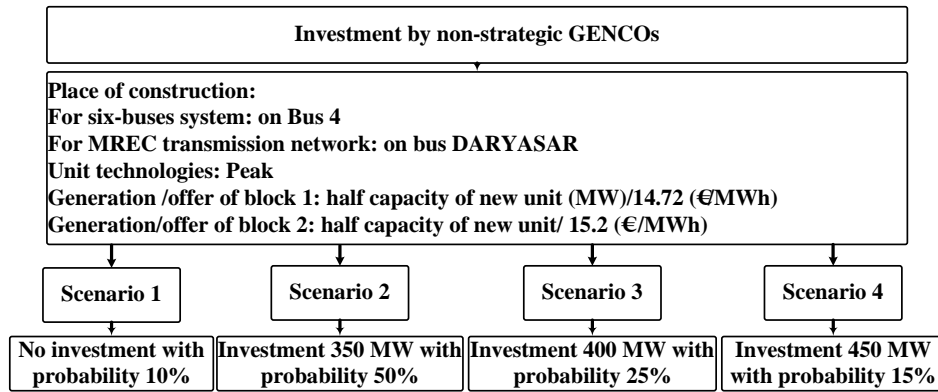 Investment by non-strategic GENCOs
Place of construction:
For six-buses system: on Bus 4
For MREC transmission network: on bus DARYASAR
Unit technologies: Peak
Generation /offer of block 1: half capacity of new unit (MW)/14.72 (€/MWh)
Generation/offer of block 2: half capacity of new unit/ 15.2 (€/MWh)
Scenario 1
Scenario 2
Scenario 3
Scenario 4
No investment with
probability 10%
Investment 350 MW with
probability 50%
Investment 400 MW with
probability 25%
Investment 450 MW
with probability 15%